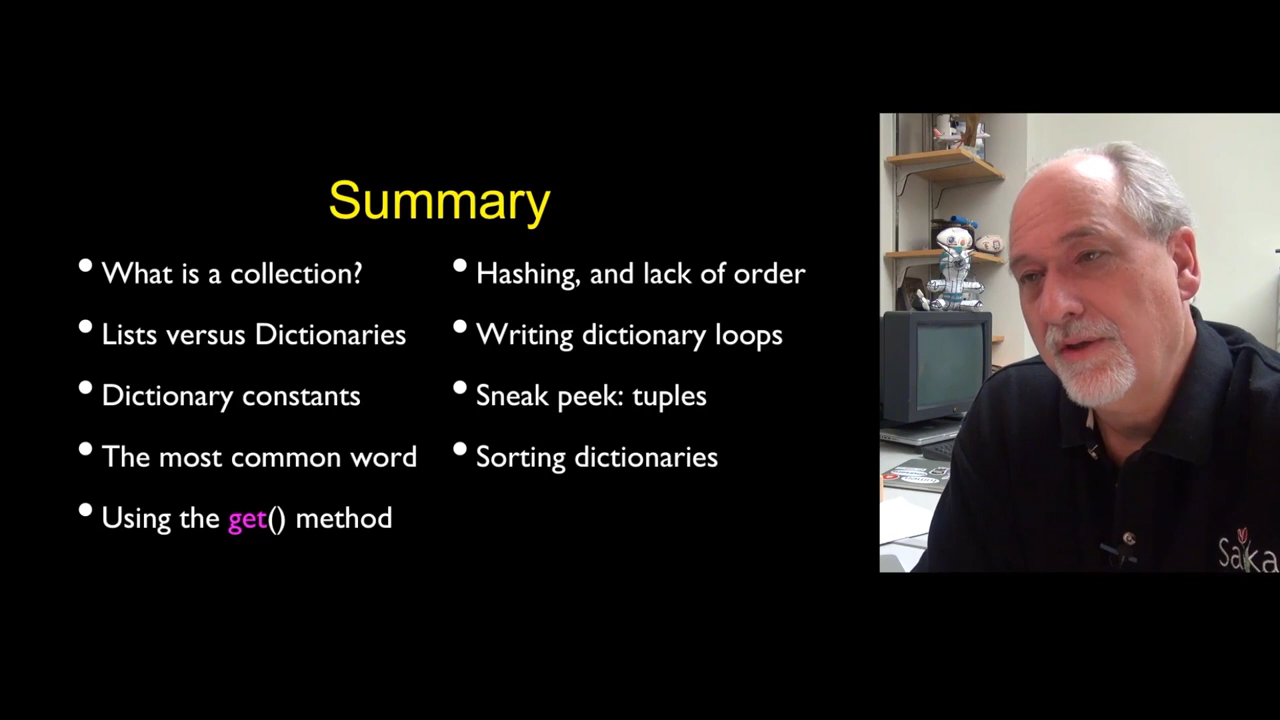 Summary
What is a collection?
Lists versus Dictionaries
Dictionary constants
The most common word
Using the get() method
Hashing, and lack of order
Writing dictionary loops
Sneak peek: tuples
Sorting dictionaries
Saka